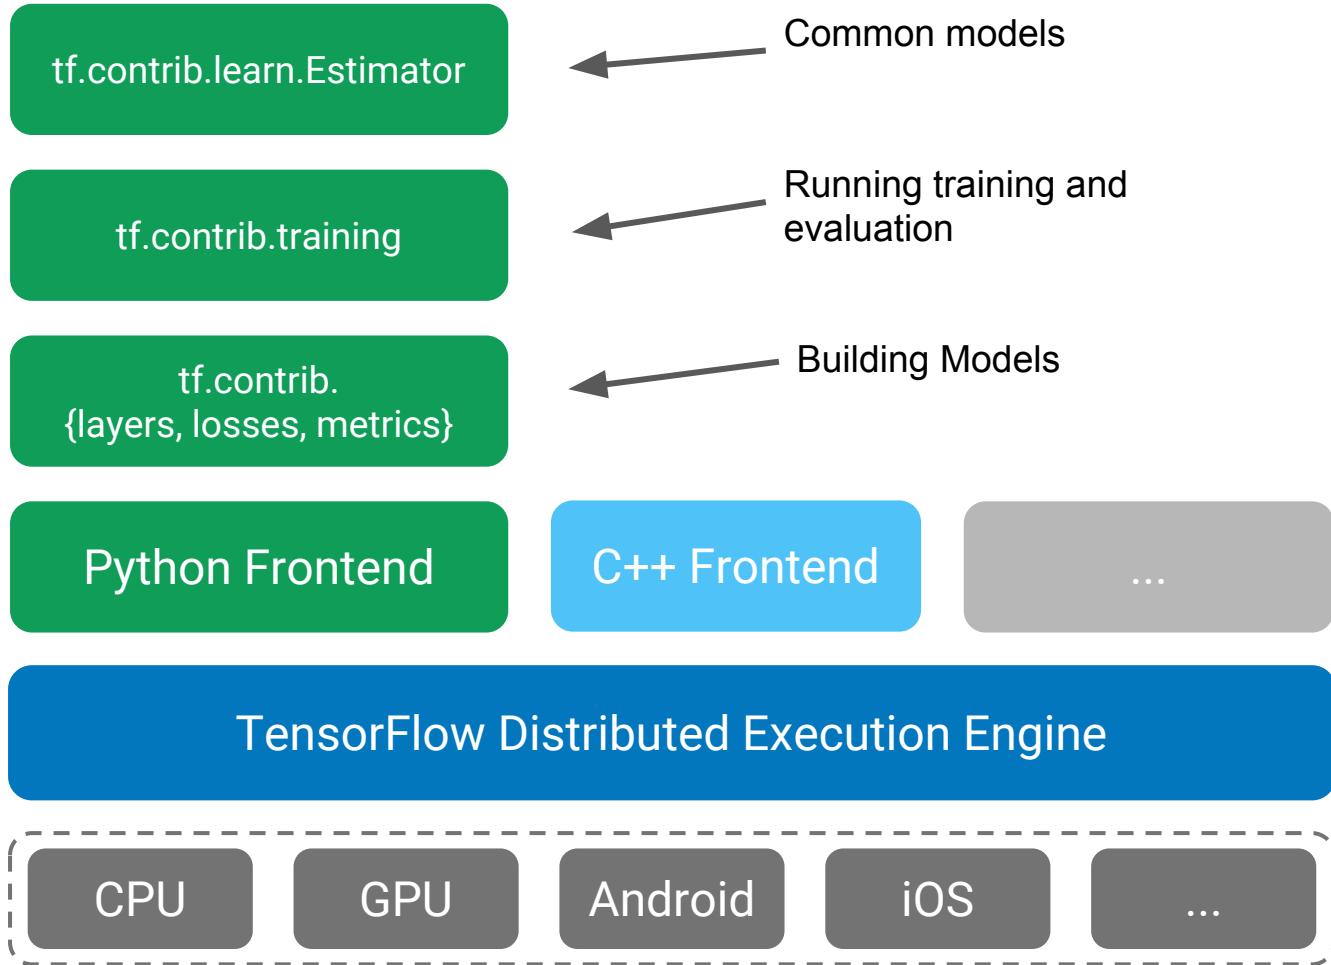 tf.contrib.learn.Estimator
Common models
tf.contrib.training
Running training and
evaluation
tf.contrib.
{layers, losses, metrics}
Building Models
Python Frontend
C++ Frontend
...
TensorFlow Distributed Execution Engine
CPU
GPU
Android
iOS
...